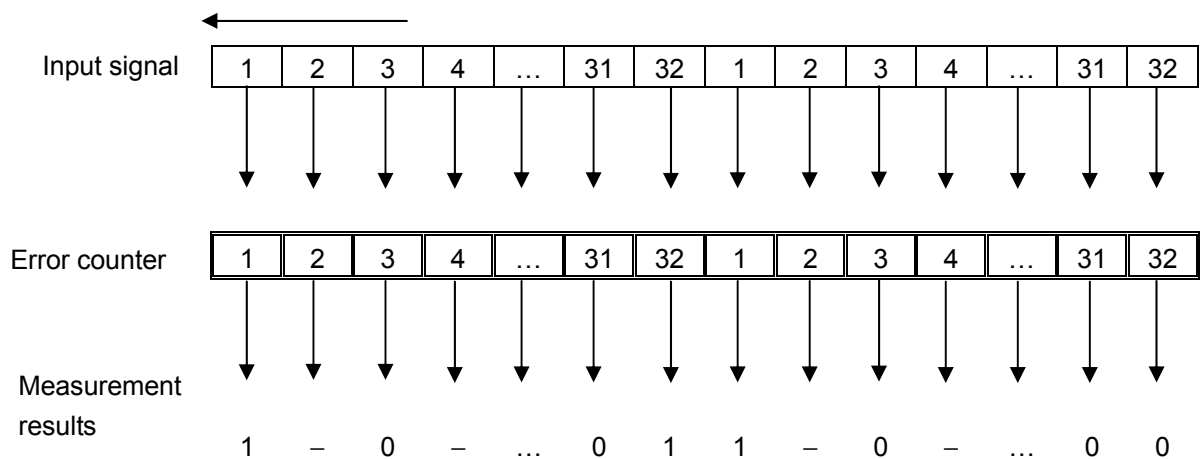 Input signal 1 2 3 4 … 31 32 1 2 3 4 … 31 32
Error counter 1 2 3 4 … 31 32 1 2 3 4 … 31 32
Measurement
results
1 – 0 – … 0 1 1 – 0 – … 0 0